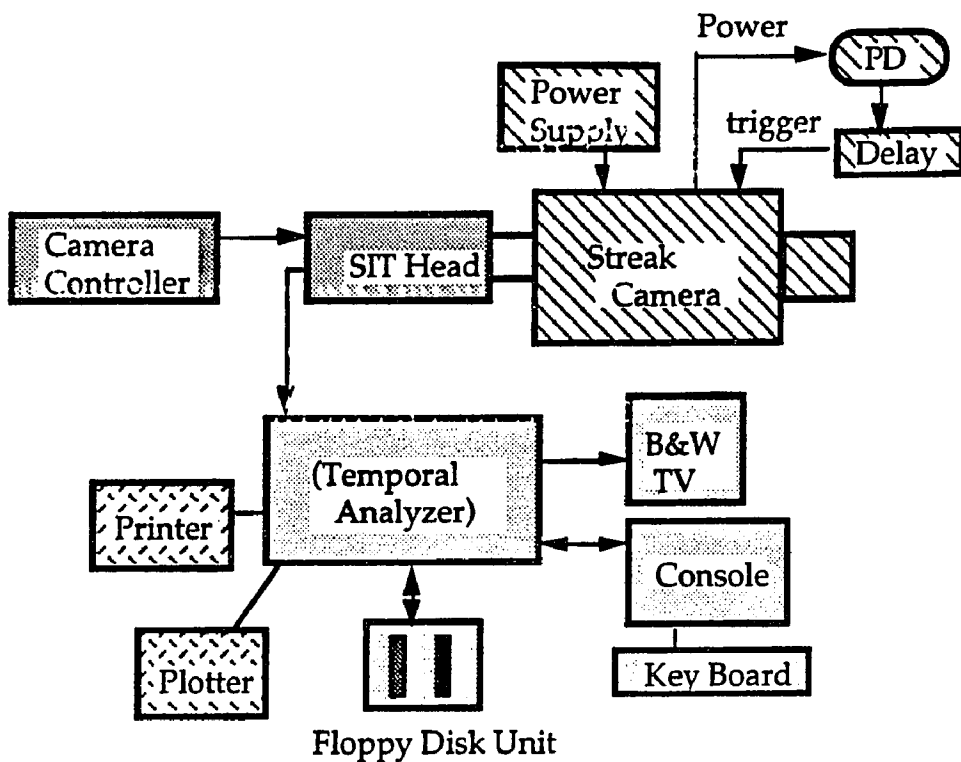 Power
PD
Power
Supply
trigger
Delay
Camera
Controller
SIT Head
Streak
Camera
(Temporal
Analyzer)
B&W
TV
Printer
Console
Plotter
Key Board
Floppy Disk Unit